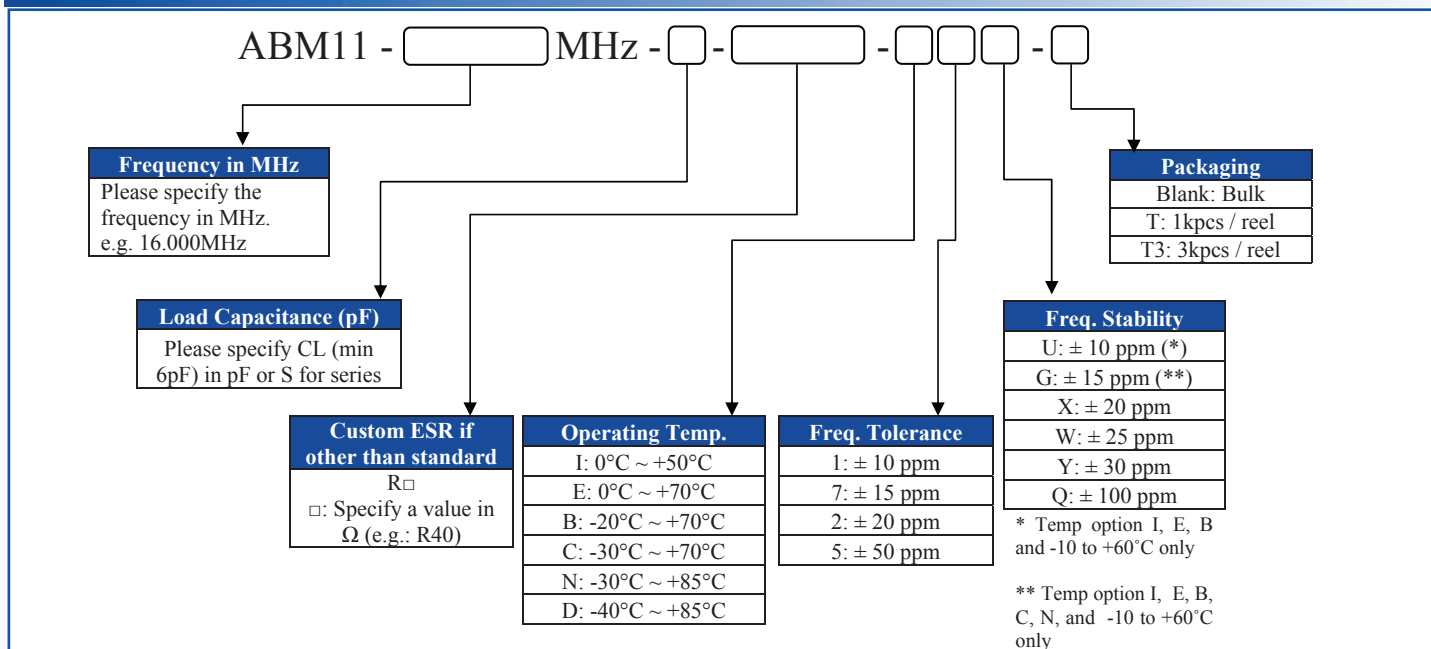 ABM11 - MHz - - - -
Frequency in MHz
Please specify the
frequency in MHz.
e.g. 16.000MHz
Packaging
Blank: Bulk
T: 1kpcs / reel
T3: 3kpcs / reel
Load Capacitance (pF)
Please specify CL (min
6pF) in pF or S for series
Freq. Stability
U: ± 10 ppm (*)
G: ± 15 ppm (**)
X: ± 20 ppm
W: ± 25 ppm
Y: ± 30 ppm
Q: ± 100 ppm
* Temp option I, E, B
and -10 to +60˚C only
** Temp option I, E, B,
C, N, and -10 to +60˚C
only
Custom ESR if
other than standard
R□
□: Specify a value in
Ω (e.g.: R40)
Operating Temp.
I: 0°C ~ +50°C
E: 0°C ~ +70°C
B: -20°C ~ +70°C
C: -30°C ~ +70°C
N: -30°C ~ +85°C
D: -40°C ~ +85°C
Freq. Tolerance
1: ± 10 ppm
7: ± 15 ppm
2: ± 20 ppm
5: ± 50 ppm